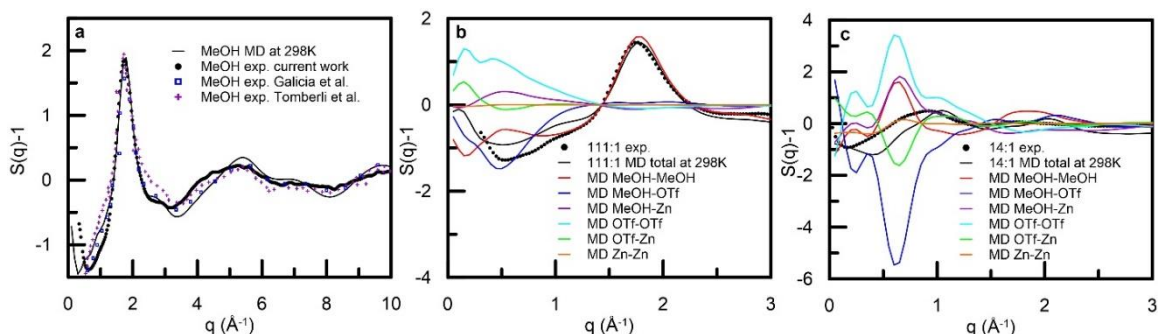 a
MeOH MD at 298K
MeOH exp. current work
MeOH exp. Galicia et al.
MeOH exp. Tomberli et al.
S(q)-1
2
1
0
-1
0 2 4 6 8 10
q (Å⁻¹)
b
S(q)-1
2
0
-2
-4
111:1 exp.
111:1 MD total at 298K
MD MeOH-MeOH
MD MeOH-OTf
MD MeOH-Zn
MD OTf-OTf
MD OTf-Zn
MD Zn-Zn
0 1 2 3
q (Å⁻¹)
c
S(q)-1
4
2
0
-2
-4
-6
14:1 exp.
14:1 MD total at 298K
MD MeOH-MeOH
MD MeOH-OTf
MD MeOH-Zn
MD OTf-OTf
MD OTf-Zn
MD Zn-Zn
0 1 2 3
q (Å⁻¹)